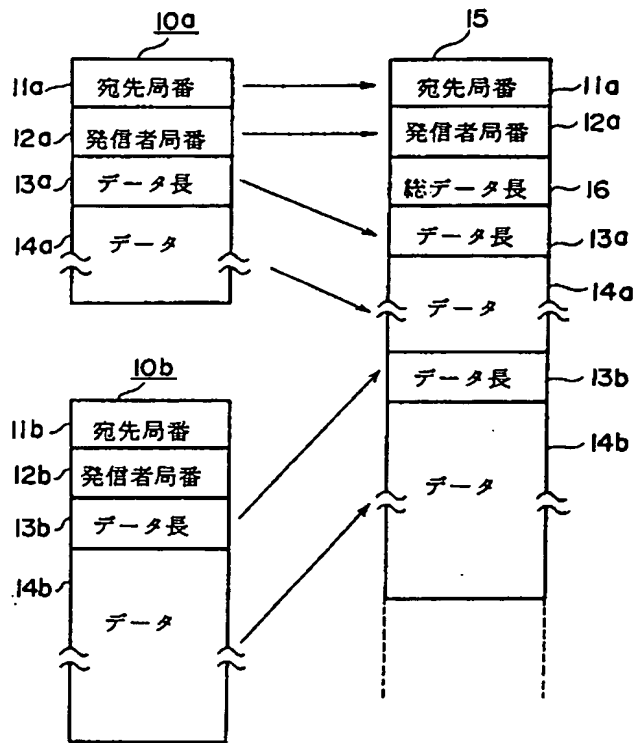 10a
11a 宛先局番
12a 発信者局番
13a データ長
14a データ
10b
11b 宛先局番
12b 発信者局番
13b データ長
14b データ
15
宛先局番 11a
発信者局番 12a
総データ長 16
データ長 13a
データ 14a
データ長 13b
データ 14b